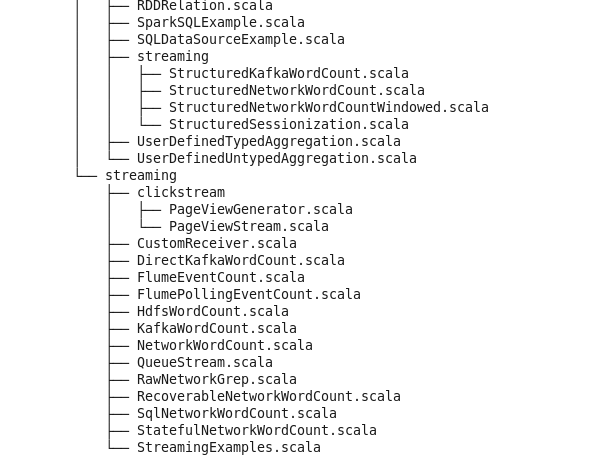 RDDRelation.scala
SparkSQLExample.scala
SQLDataSourceExample.scala
streaming
StructuredKafkaWordCount.scala
StructuredNetworkWordCount.scala
StructuredNetworkWordCountWindowed.scala
StructuredSessionization.scala
UserDefinedTypedAggregation.scala
UserDefinedUntypedAggregation.scala
streaming
clickstream
PageViewGenerator.scala
PageViewStream.scala
CustomReceiver.scala
DirectKafkaWordCount.scala
FlumeEventCount.scala
FlumePollingEventCount.scala
HdfsWordCount.scala
KafkaWordCount.scala
NetworkWordCount.scala
QueueStream.scala
RawNetworkGrep.scala
RecoverableNetworkWordCount.scala
SqlNetworkWordCount.scala
StatefulNetworkWordCount.scala
StreamingExamples.scala